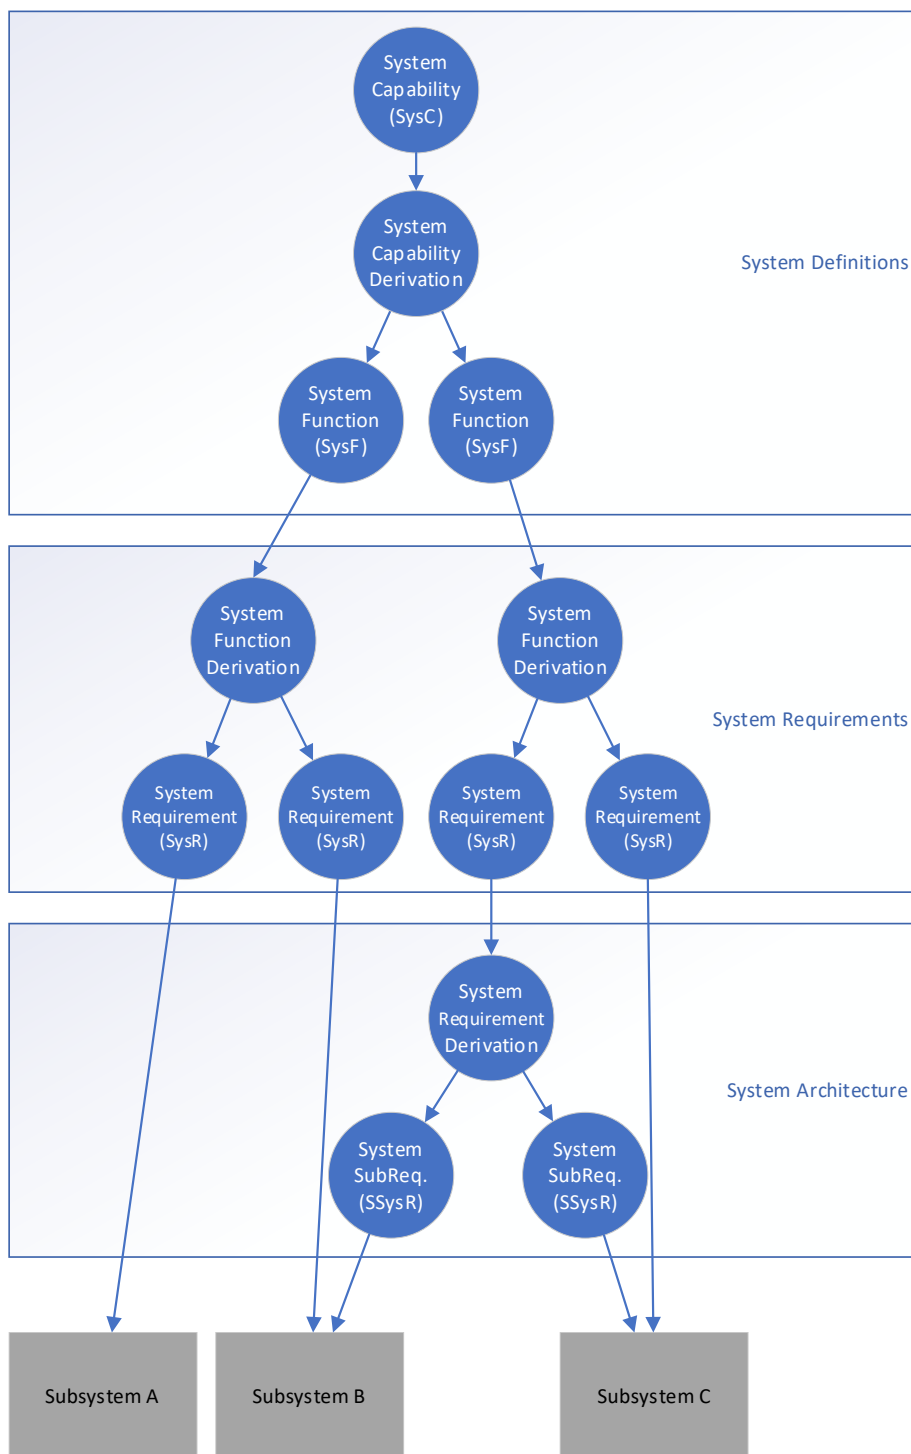 System
Capability
(SysC)
System
Capability
Derivation
System Definitions
System
Function
(SysF)
System
Function
(SysF)
System
Function
Derivation
System
Function
Derivation
System Requirements
System
Requirement
(SysR)
System
Requirement
(SysR)
System
Requirement
(SysR)
System
Requirement
(SysR)
System
Requirement
Derivation
System Architecture
System
SubReq.
(SSysR)
System
SubReq.
(SSysR)
Subsystem A
Subsystem B
Subsystem C